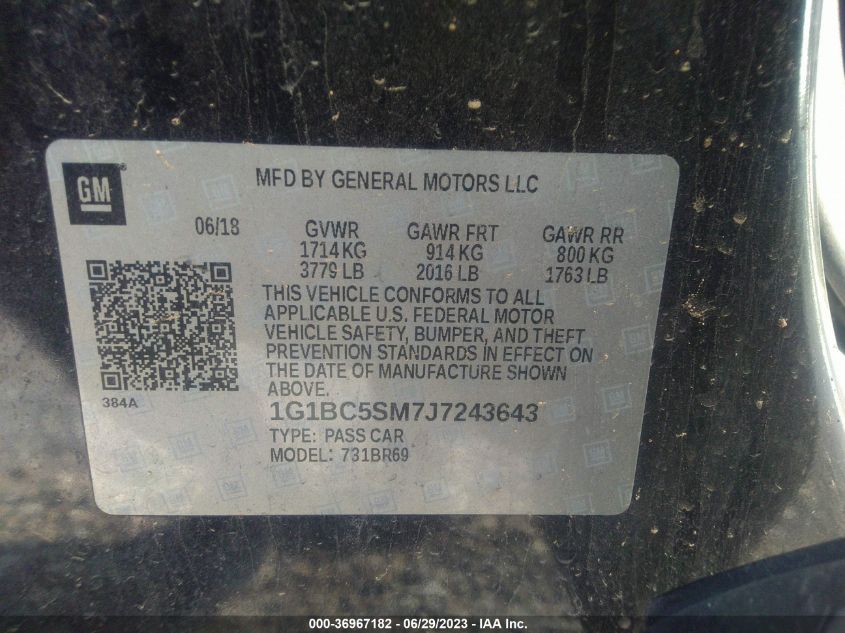 GM
MFD BY GENERAL MOTORS LLC
06/18
GVWR GAWR FRT GAWR RR
1714 KG 914 KG 800 KG
3779 LB 2016 LB 1763 LB
THIS VEHICLE CONFORMS TO ALL
APPLICABLE U.S. FEDERAL MOTOR
VEHICLE SAFETY, BUMPER, AND THEFT
PREVENTION STANDARDS IN EFFECT ON
THE DATE OF MANUFACTURE SHOWN
ABOVE.
384A
1G1BC5SM7J7243643
TYPE: PASS CAR
MODEL: 731BR69
000-36967182 - 06/29/2023 - IAA Inc.